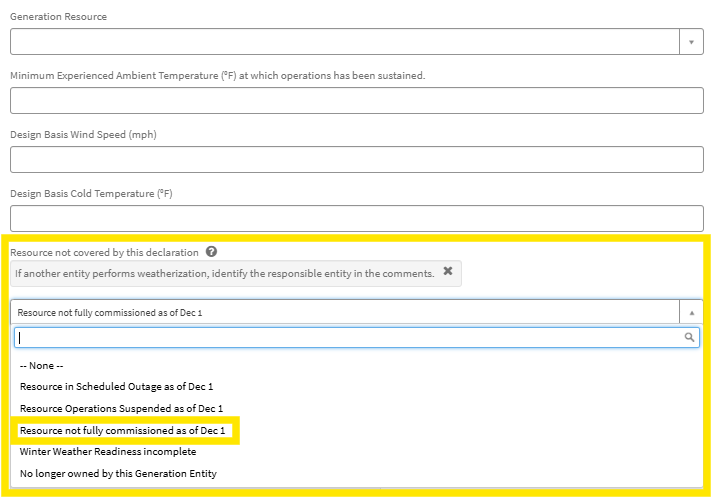 Generation Resource
Minimum Experienced Ambient Temperature (°F) at which operations has been sustained.
Design Basis Wind Speed (mph)
Design Basis Cold Temperature (°F)
Resource not covered by this declaration
If another entity performs weatherization, identify the responsible entity in the comments.
Resource not fully commissioned as of Dec 1
-- None --
Resource in Scheduled Outage as of Dec 1
Resource Operations Suspended as of Dec 1
Resource not fully commissioned as of Dec 1
Winter Weather Readiness incomplete
No longer owned by this Generation Entity